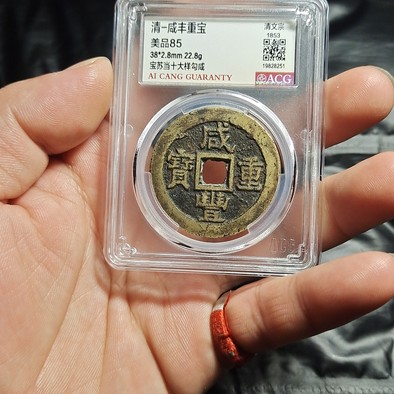 清-咸丰重宝
美品85
38*2.8mm 22.8g
宝苏当十大样勾咸
AI CANG GUARANTY
清文宗
1853
19828251
ACG
咸
豐
重
寶